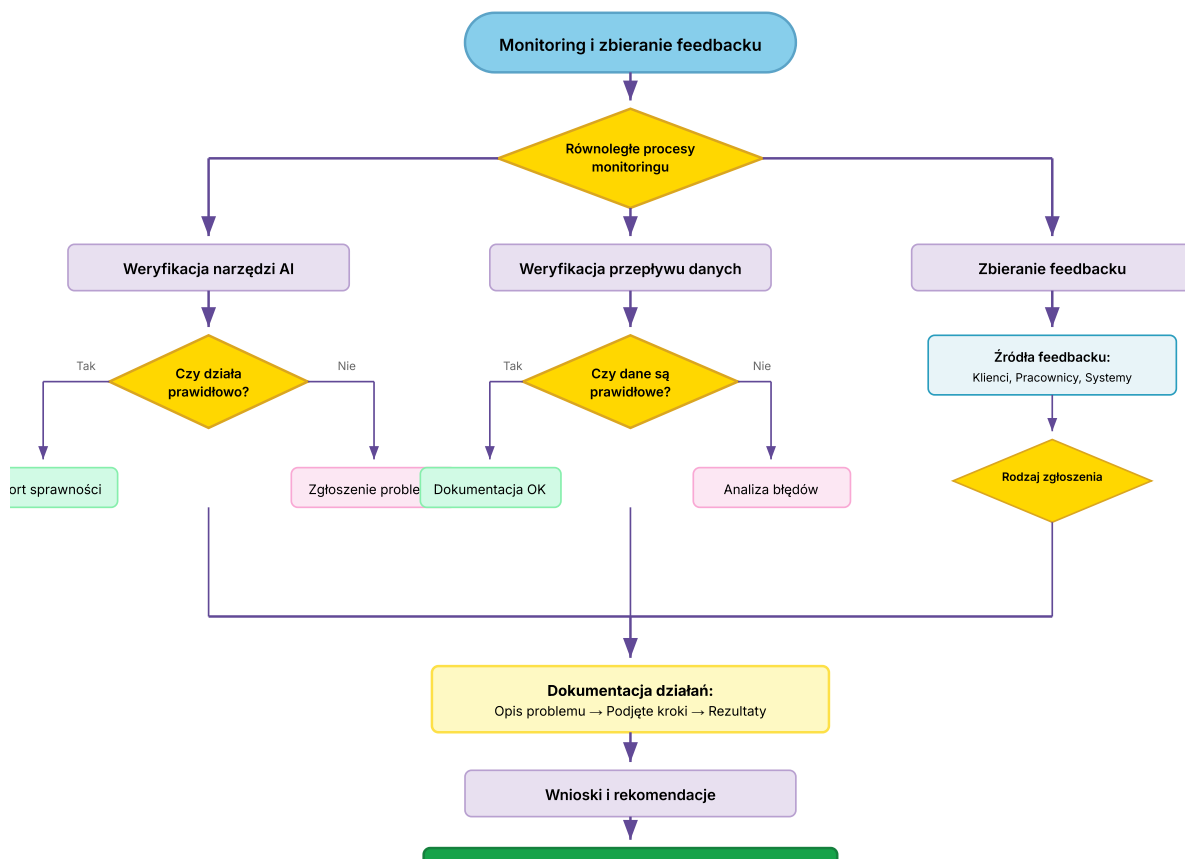 Monitoring i zbieranie feedbacku
Równoległe procesy
monitoringu
Weryfikacja narzędzi AI
Weryfikacja przepływu danych
Zbieranie feedbacku
Tak
Czy działa
prawidłowo?
Nie
Tak
Czy dane są
prawidłowe?
Nie
Źródła feedbacku:
Klienci, Pracownicy, Systemy
ort sprawności
Zgłoszenie proble
Dokumentacja OK
Analiza błędów
Rodzaj zgłoszenia
Dokumentacja działań:
Opis problemu → Podjęte kroki → Rezultaty
Wnioski i rekomendacje